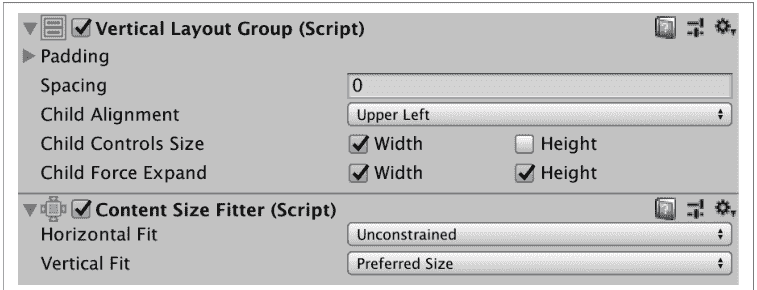 Vertical Layout Group (Script)
Padding
Spacing 0
Child Alignment Upper Left
Child Controls Size Width Height
Child Force Expand Width Height
Content Size Fitter (Script)
Horizontal Fit Unconstrained
Vertical Fit Preferred Size